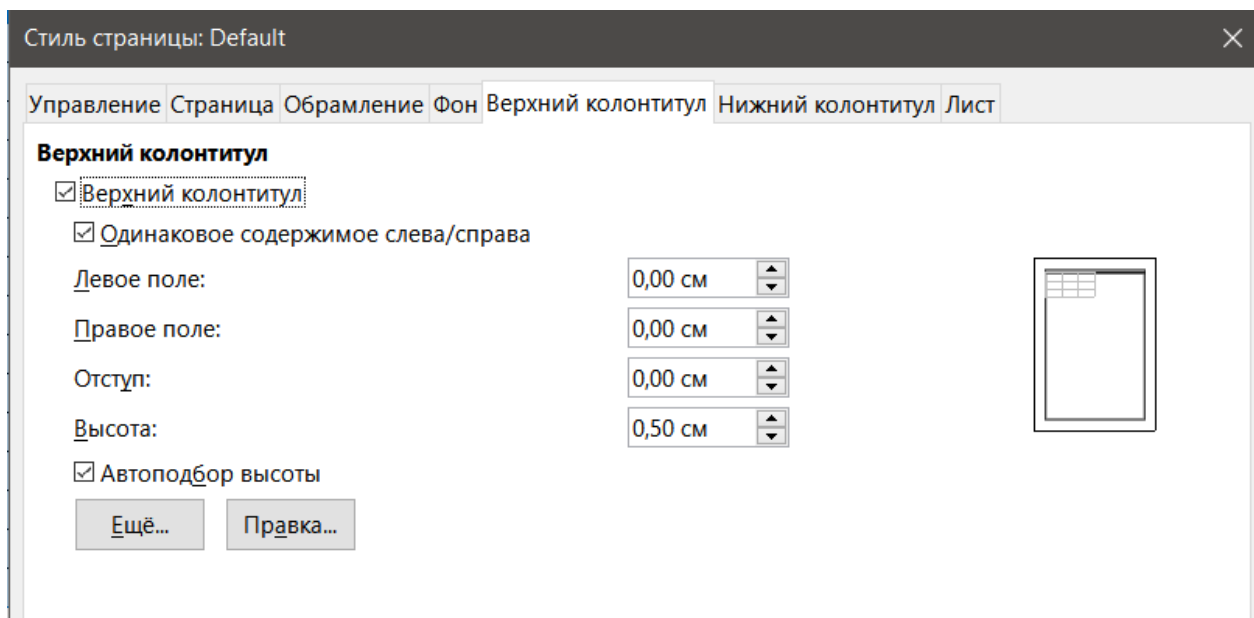 Стиль страницы: Default
Управление Страница Обрамление Фон Верхний колонтитул Нижний колонтитул Лист
Верхний колонтитул
Верхний колонтитул
Одинаковое содержимое слева/справа
Левое поле: 0,00 см
Правое поле: 0,00 см
Отступ: 0,00 см
Высота: 0,50 см
Автоподбор высоты
Ещё... Правка...